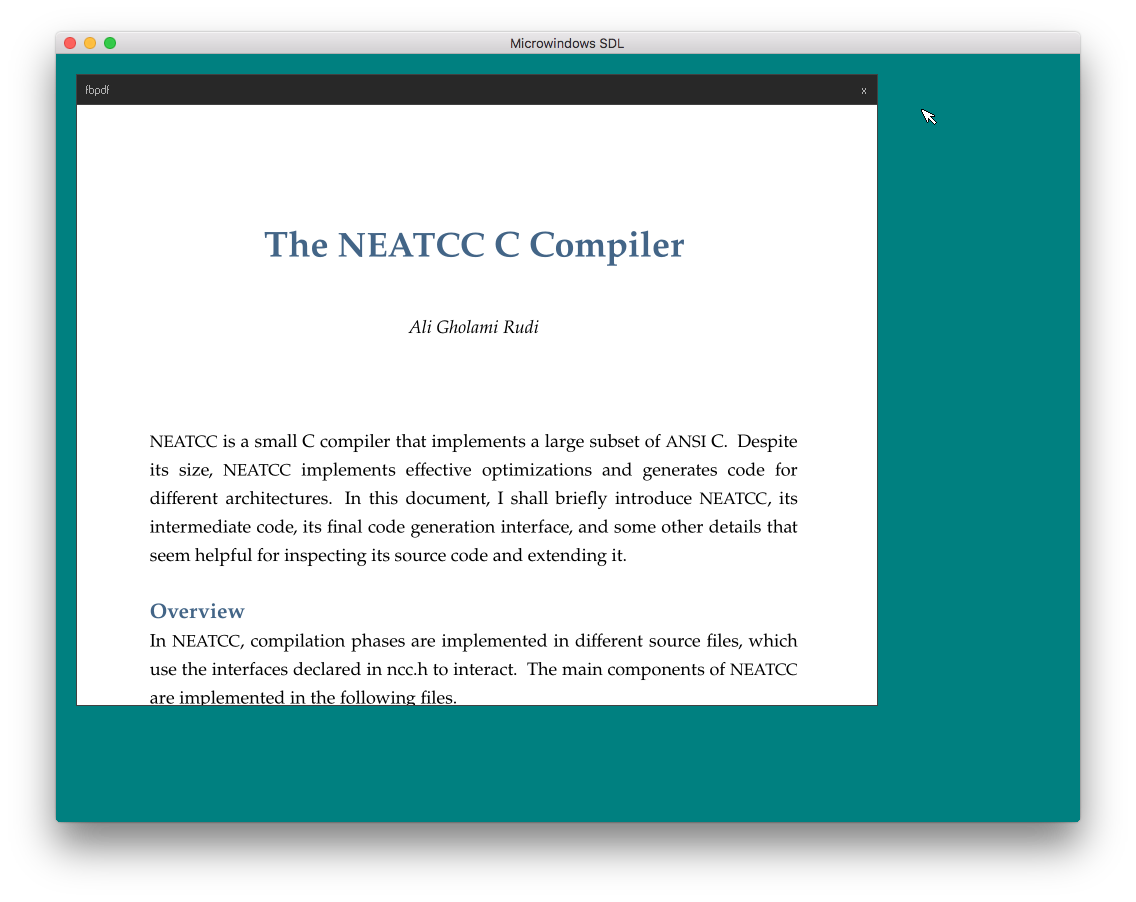 Microwindows SDL
fbpdf x
The NEATCC C Compiler
Ali Gholami Rudi
NEATCC is a small C compiler that implements a large subset of ANSI C. Despite
its size, NEATCC implements effective optimizations and generates code for
different architectures. In this document, I shall briefly introduce NEATCC, its
intermediate code, its final code generation interface, and some other details that
seem helpful for inspecting its source code and extending it.
Overview
In NEATCC, compilation phases are implemented in different source files, which
use the interfaces declared in ncc.h to interact. The main components of NEATCC
are implemented in the following files.